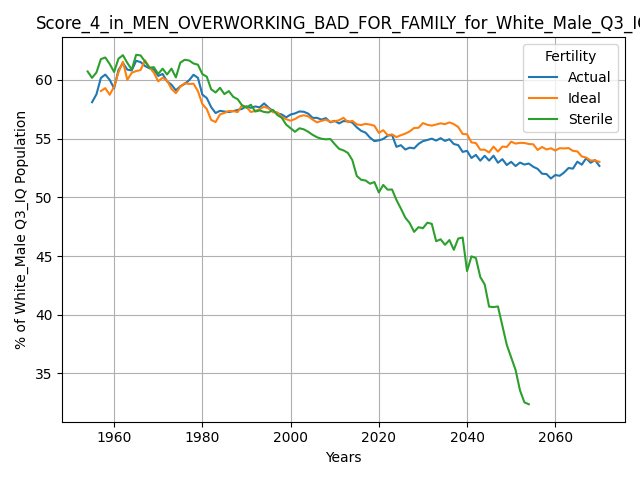 Score_4_in_MEN_OVERWORKING_BAD_FOR_FAMILY_for_White_Male_Q3_IQ
Fertility
Actual
Ideal
Sterile
% of White_Male Q3_IQ Population
60
55
50
45
40
35
1960
1980
2000
2020
2040
2060
Years